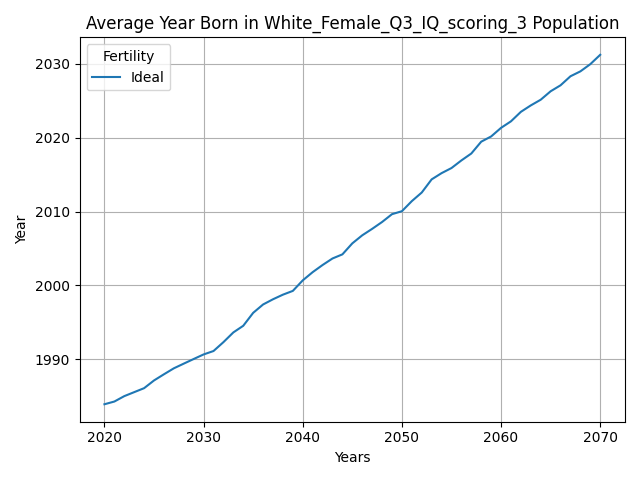 Average Year Born in White_Female_Q3_IQ_scoring_3 Population
Fertility
Ideal
2030
2020
2010
2000
1990
Year
2020 2030 2040 2050 2060 2070
Years